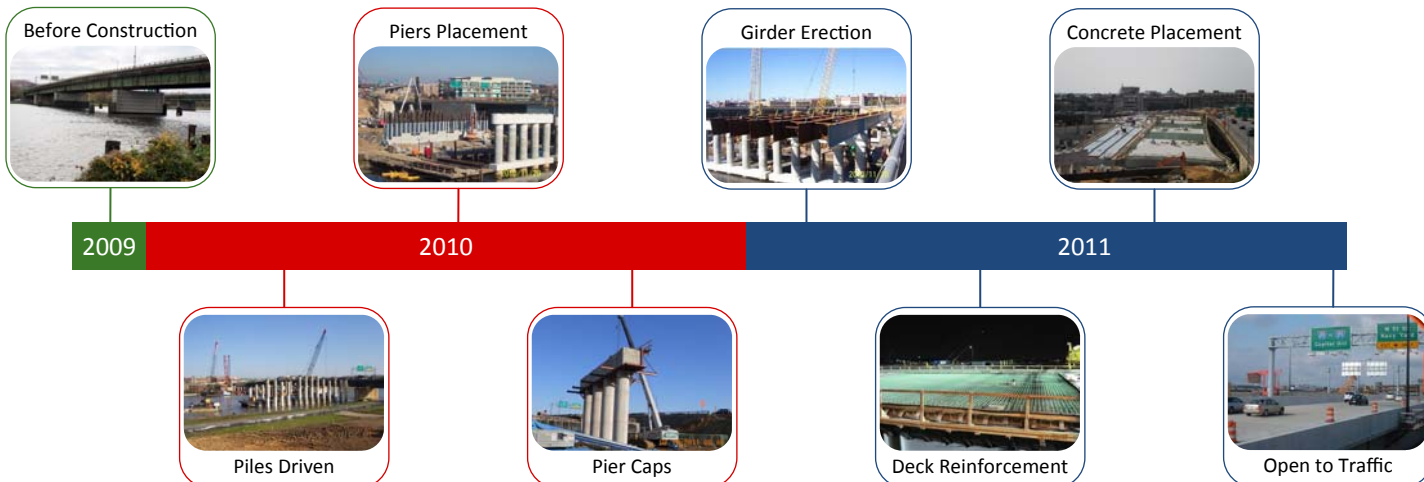 Before Construction
Piers Placement
Girder Erection
Concrete Placement
2009
2010
2011
Piles Driven
Pier Caps
Deck Reinforcement
Open to Traffic